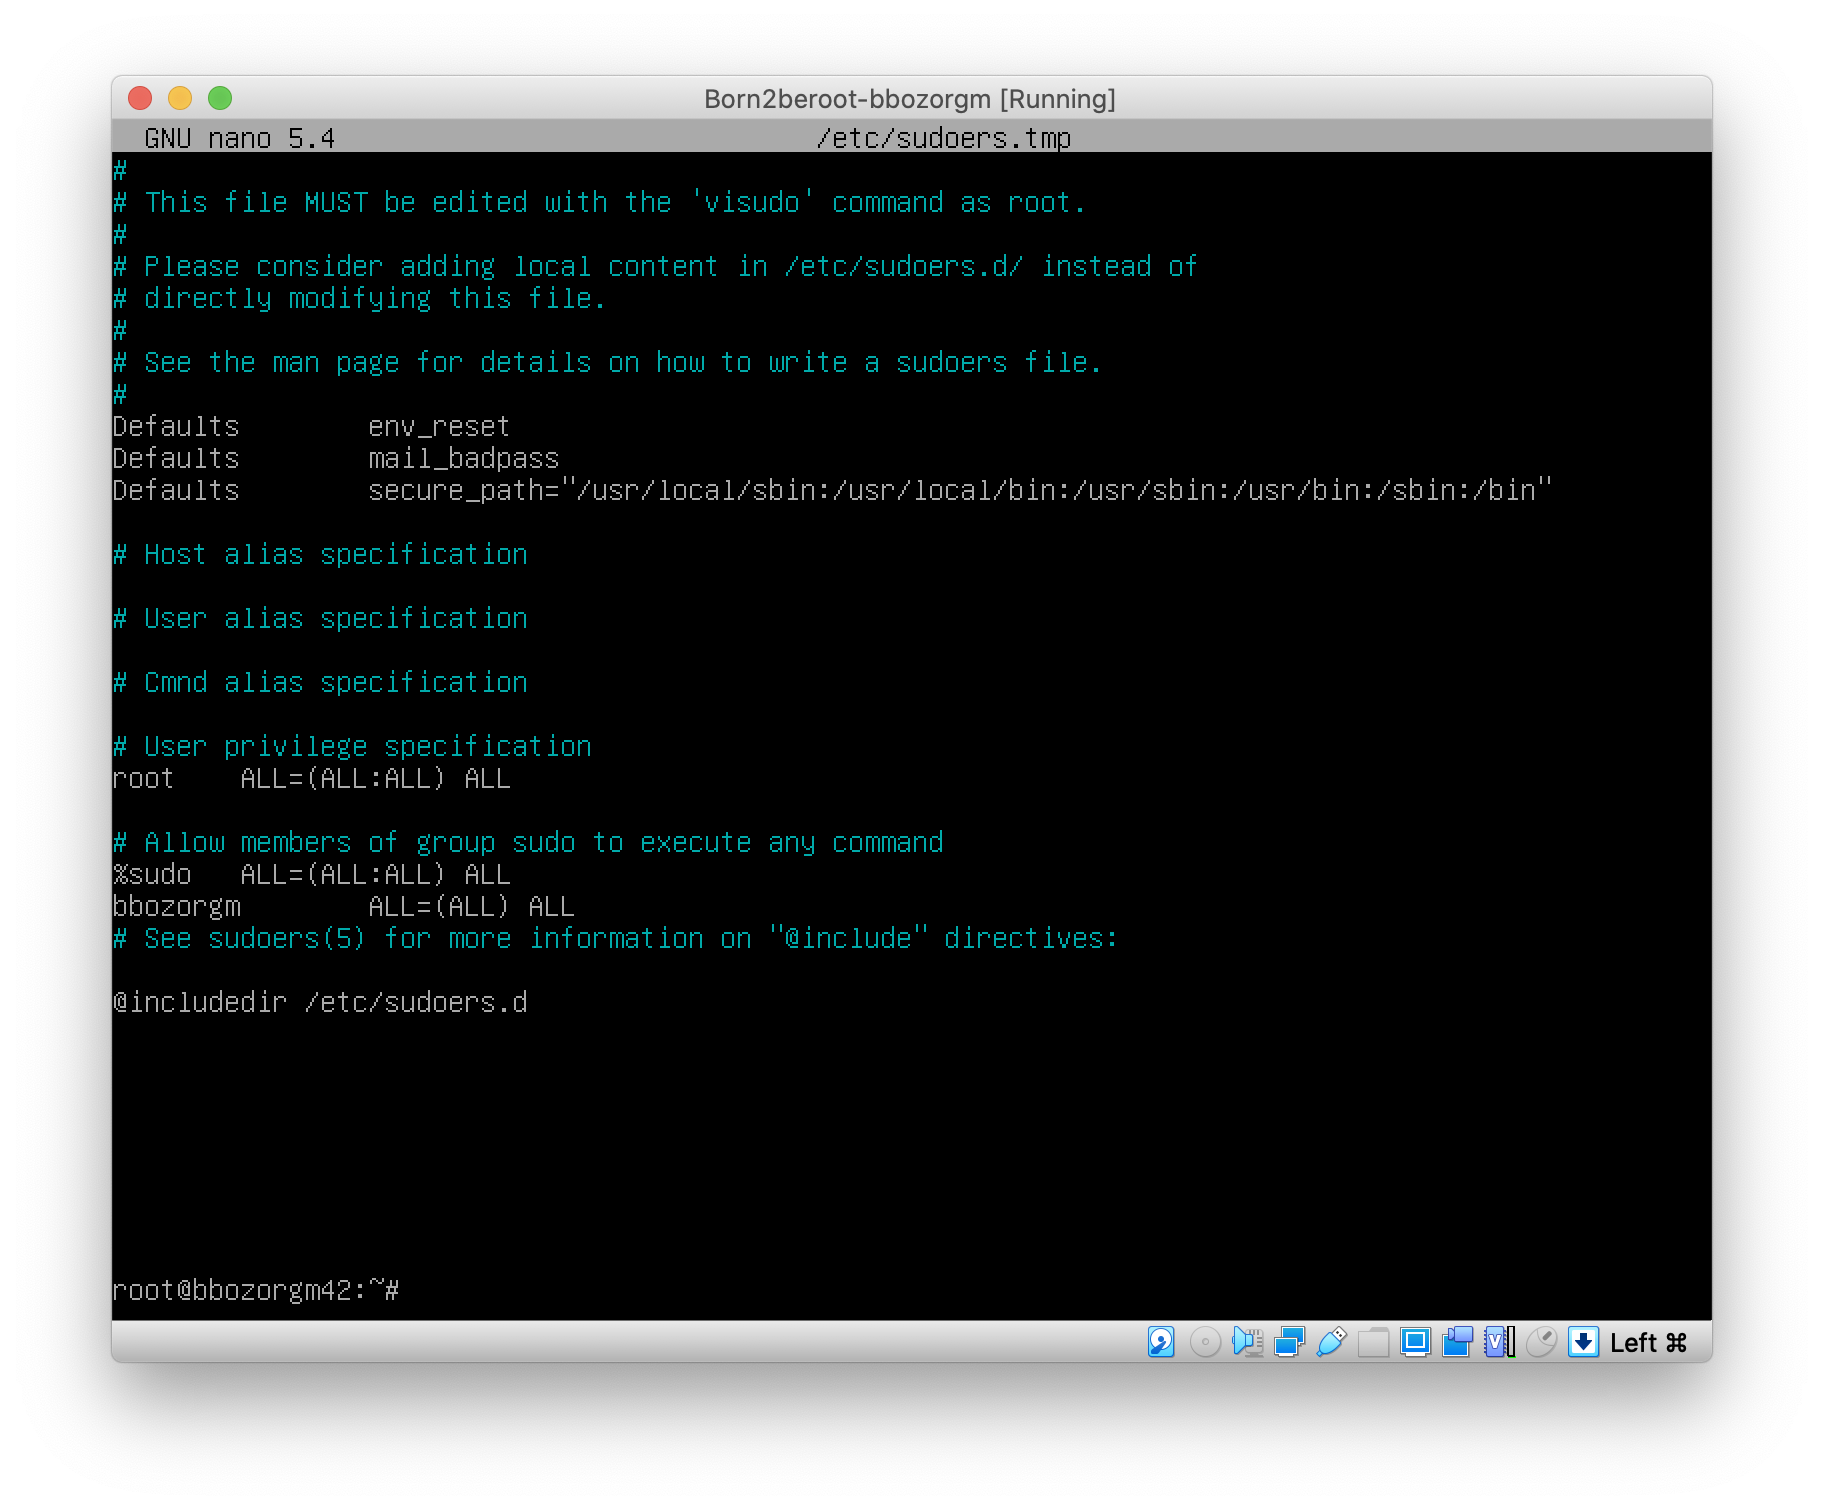 Born2beroot-bbozorgm [Running]
GNU nano 5.4 /etc/sudoers.tmp
#
# This file MUST be edited with the 'visudo' command as root.
#
# Please consider adding local content in /etc/sudoers.d/ instead of
# directly modifying this file.
#
# See the man page for details on how to write a sudoers file.
#
Defaults        env_reset
Defaults        mail_badpass
Defaults        secure_path="/usr/local/sbin:/usr/local/bin:/usr/sbin:/usr/bin:/sbin:/bin"
# Host alias specification
# User alias specification
# Cmnd alias specification
# User privilege specification
root    ALL=(ALL:ALL) ALL
# Allow members of group sudo to execute any command
%sudo   ALL=(ALL:ALL) ALL
bbozorgm        ALL=(ALL) ALL
# See sudoers(5) for more information on "@include" directives:
@includedir /etc/sudoers.d
root@bbozorgm42:~#
Left ⌘